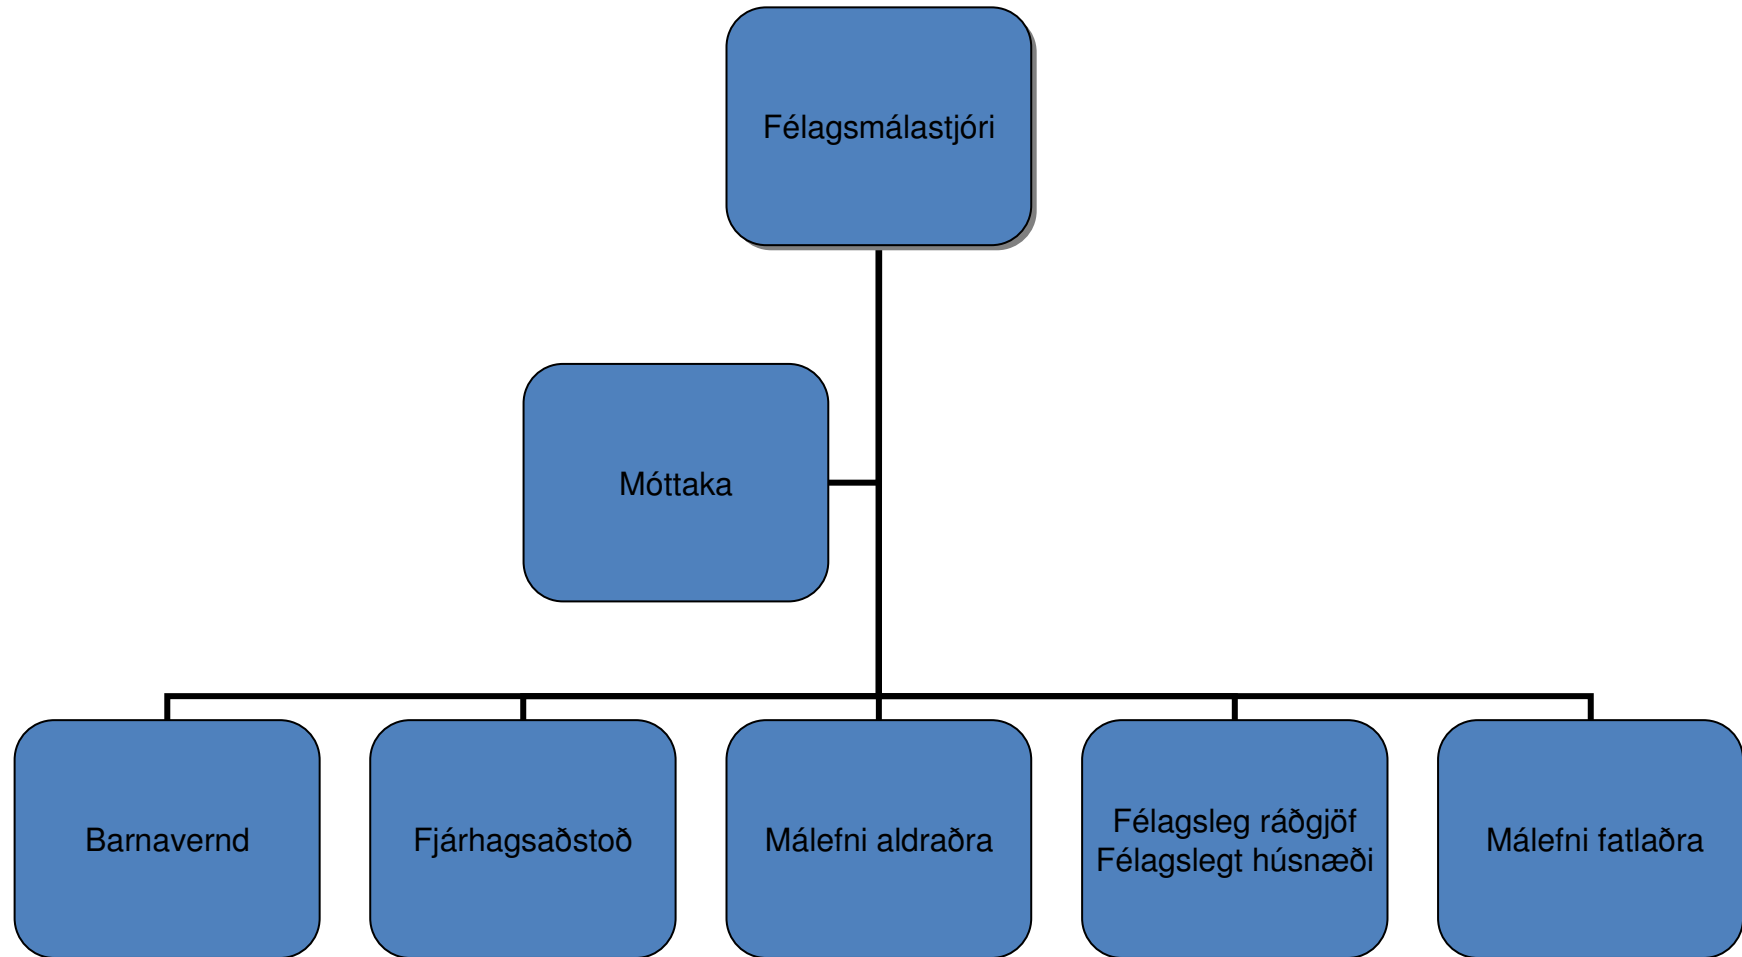 Félagsmálastjóri
Móttaka
Barnavernd
Fjárhagsaðstoð
Málefni aldraðra
Félagsleg ráðgjöf
Félagslegt húsnæði
Málefni fatlaðra